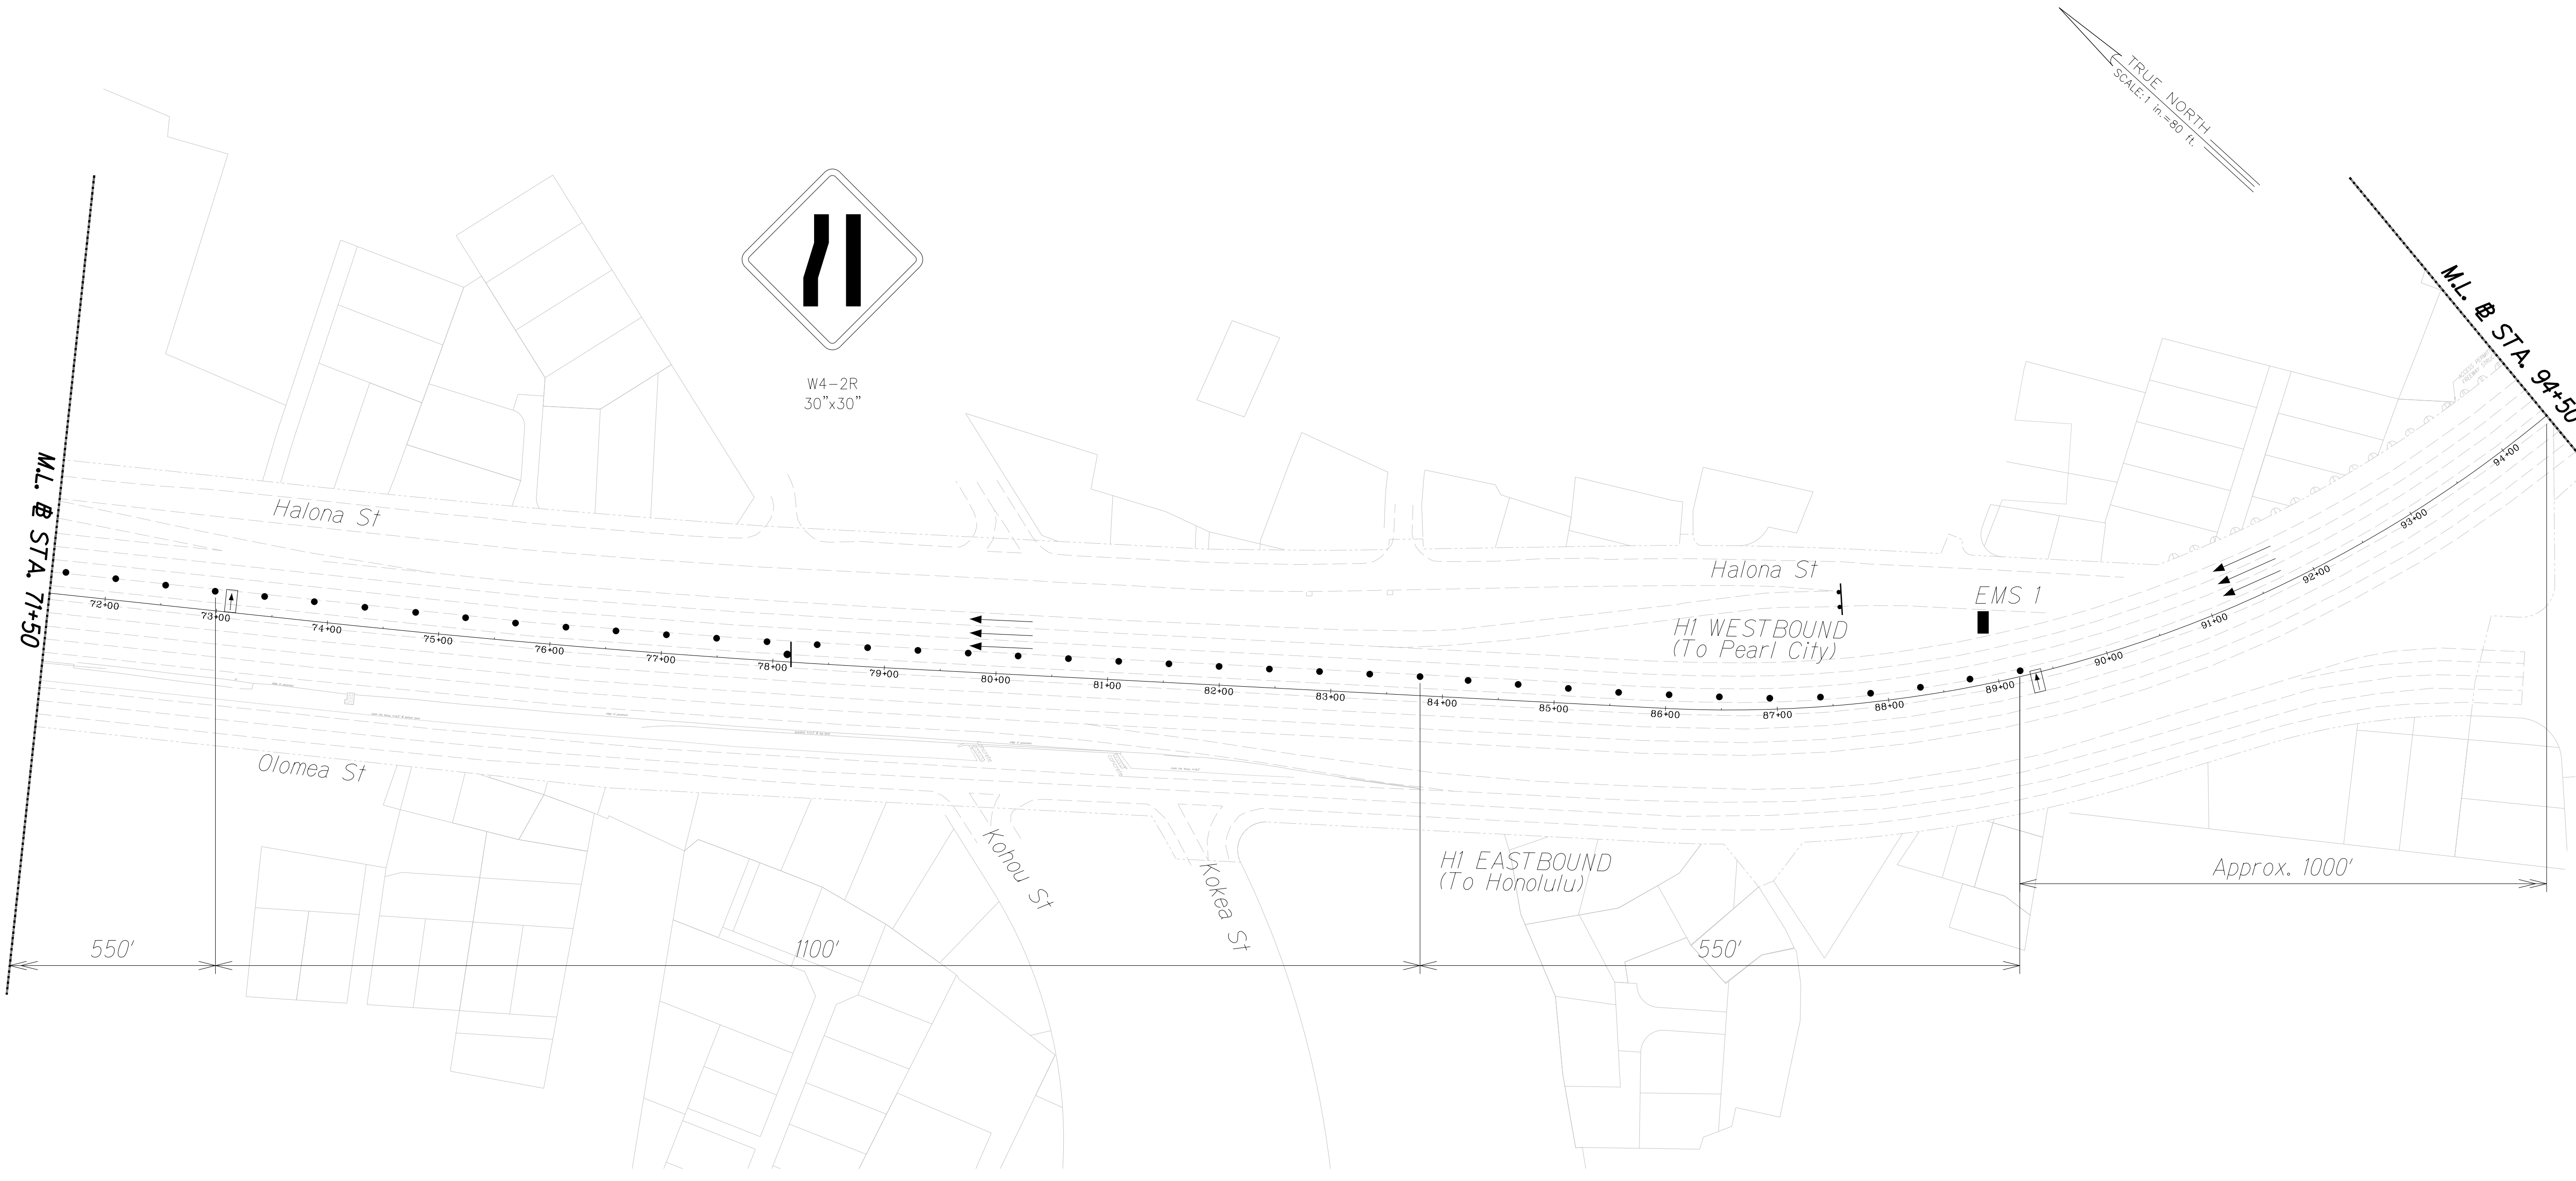 TRUE NORTH
SCALE: 1 in.=80 ft.
W4-2R
30"x30"
M.L. ℄ STA. 71+50
M.L. ℄ STA. 94+50
Halona St
Halona St
EMS 1
H1 WESTBOUND
(To Pearl City)
72+00
73+00
74+00
75+00
76+00
77+00
78+00
79+00
80+00
81+00
82+00
83+00
84+00
85+00
86+00
87+00
88+00
89+00
90+00
91+00
92+00
93+00
94+00
Olomea St
Kohou St
Kokea St
H1 EASTBOUND
(To Honolulu)
Approx. 1000'
550'
1100'
550'